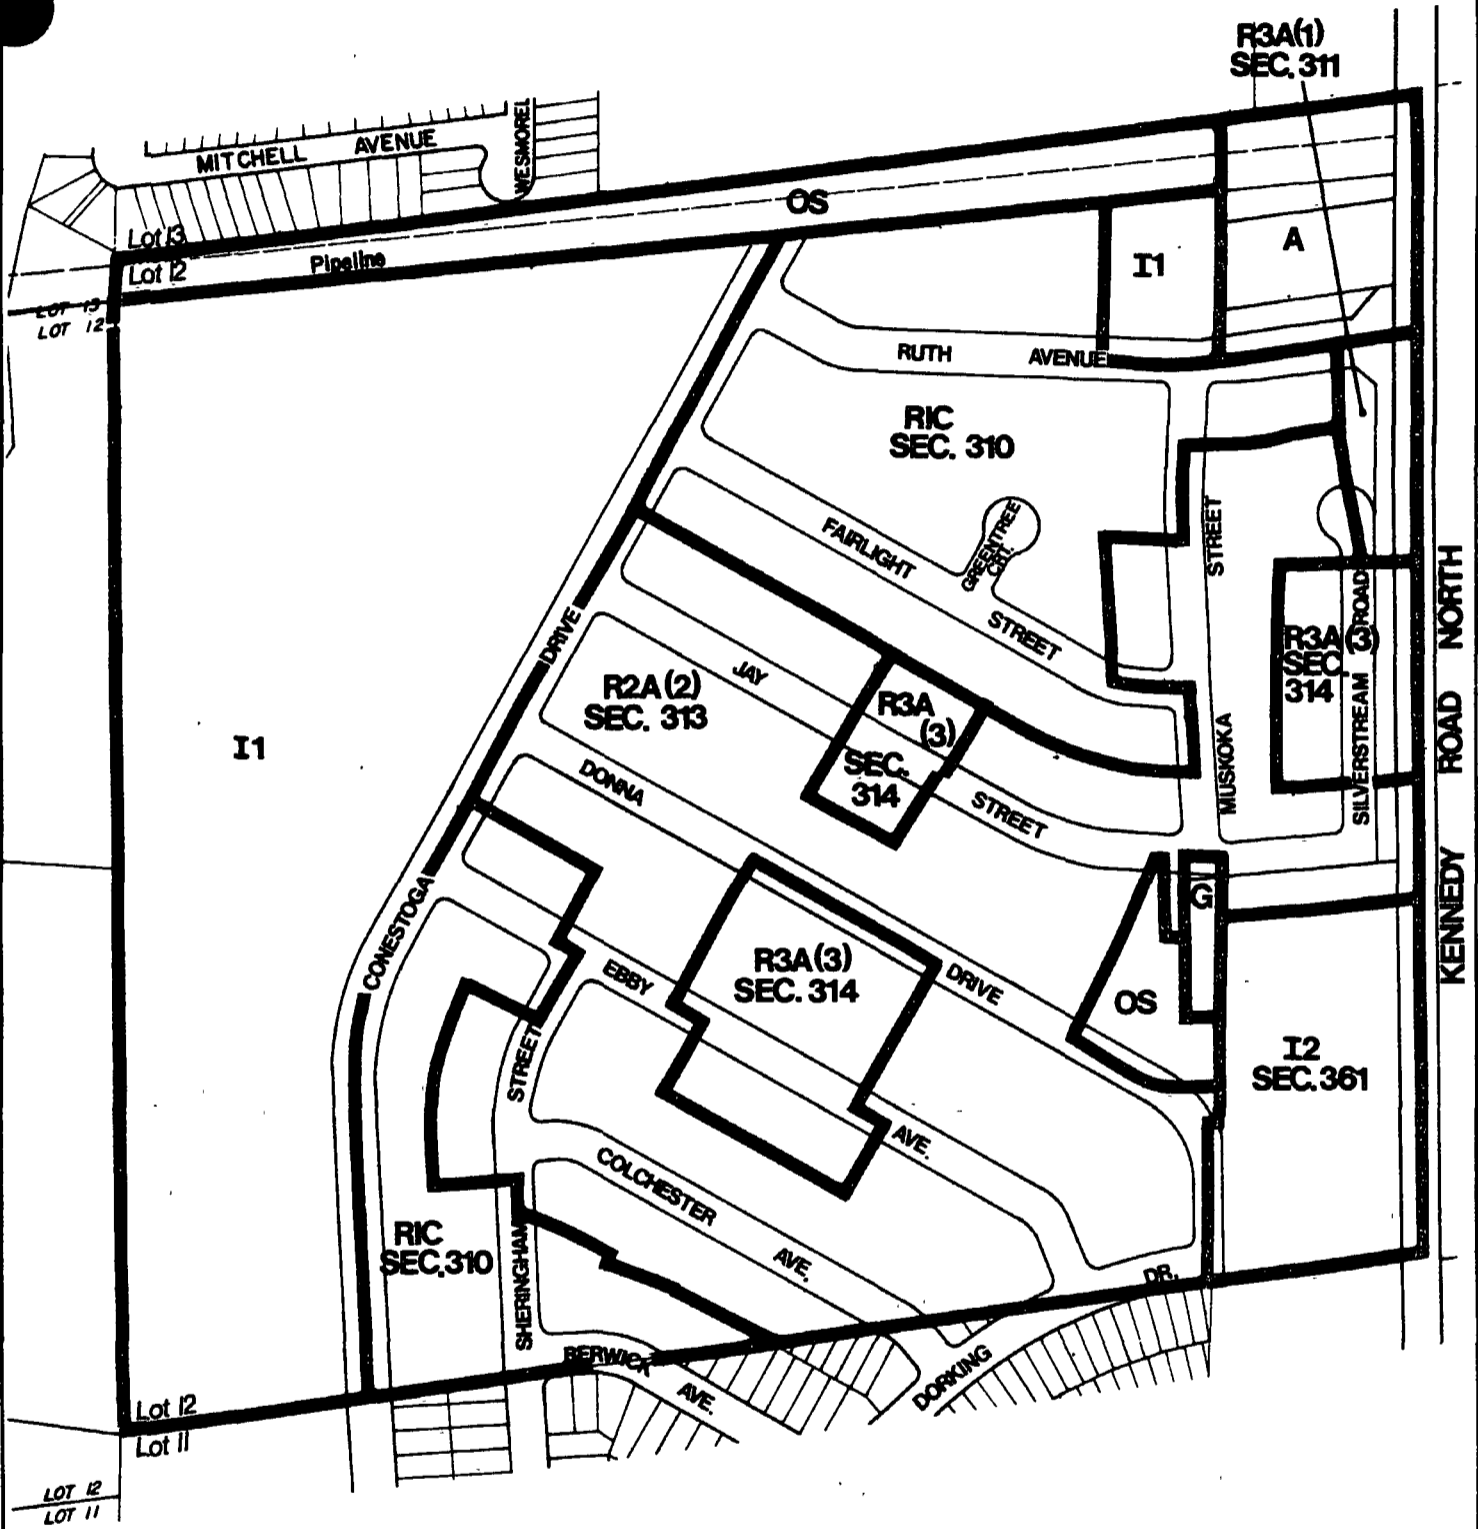 R3A(1)
SEC. 311
MITCHELL AVENUE
WESMOREL
OS
Lot 13
Lot 12
Pipeline
LOT 13
LOT 12
A
I1
RUTH AVENUE
RIC
SEC. 310
FAIRLIGHT STREET
GREENTREE
CRT.
STREET
MUSKOKA
R3A(3)
SEC.
314
SILVERSTREAM ROAD
KENNEDY ROAD NORTH
DRIVE
CONESTOGA
JAY STREET
R2A(2)
SEC. 313
R3A
(3)
SEC.
314
I1
DONNA DRIVE
G
OS
R3A(3)
SEC. 314
EBBY AVE.
I2
SEC. 361
STREET
SHERINGHAM
COLCHESTER AVE.
RIC
SEC. 310
DR.
DORKING
BERWICK AVE.
Lot 12
Lot 11
LOT 12
LOT 11